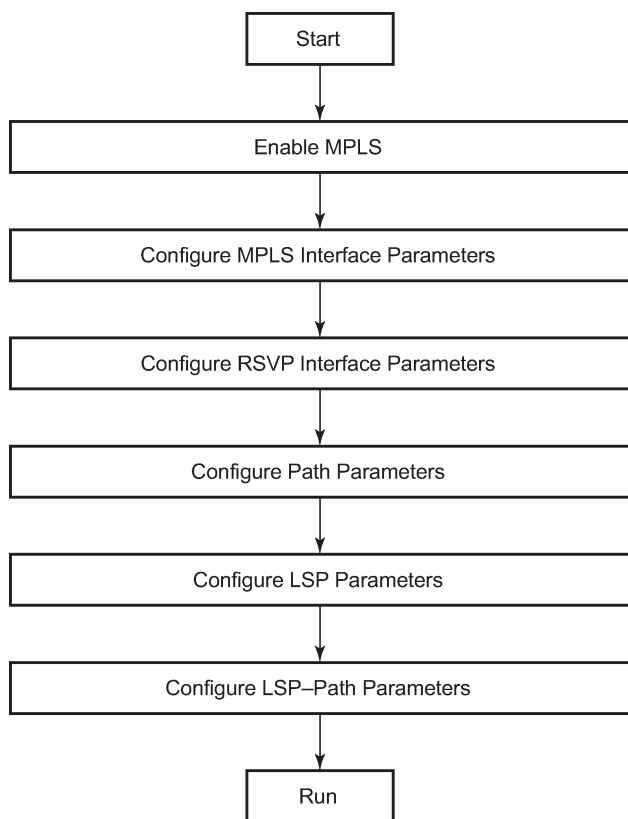 Start
Enable MPLS
Configure MPLS Interface Parameters
Configure RSVP Interface Parameters
Configure Path Parameters
Configure LSP Parameters
Configure LSP–Path Parameters
Run